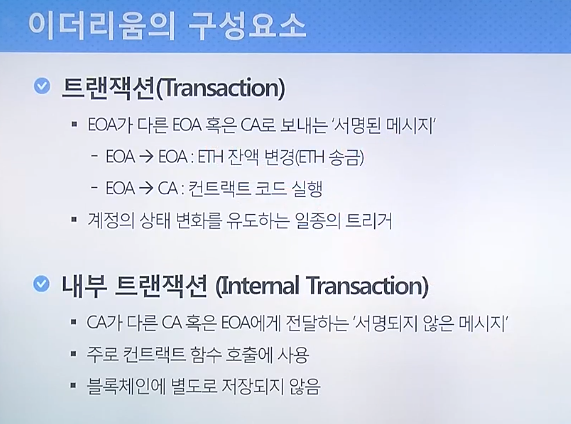 이더리움의 구성요소
트랜잭션(Transaction)
▪ EOA가 다른 EOA 혹은 CA로 보내는 '서명된 메시지'
- EOA → EOA : ETH 잔액 변경(ETH 송금)
- EOA → CA : 컨트랙트 코드 실행
▪ 계정의 상태 변화를 유도하는 일종의 트리거
내부 트랜잭션 (Internal Transaction)
▪ CA가 다른 CA 혹은 EOA에게 전달하는 '서명되지 않은 메시지'
▪ 주로 컨트랙트 함수 호출에 사용
▪ 블록체인에 별도로 저장되지 않음